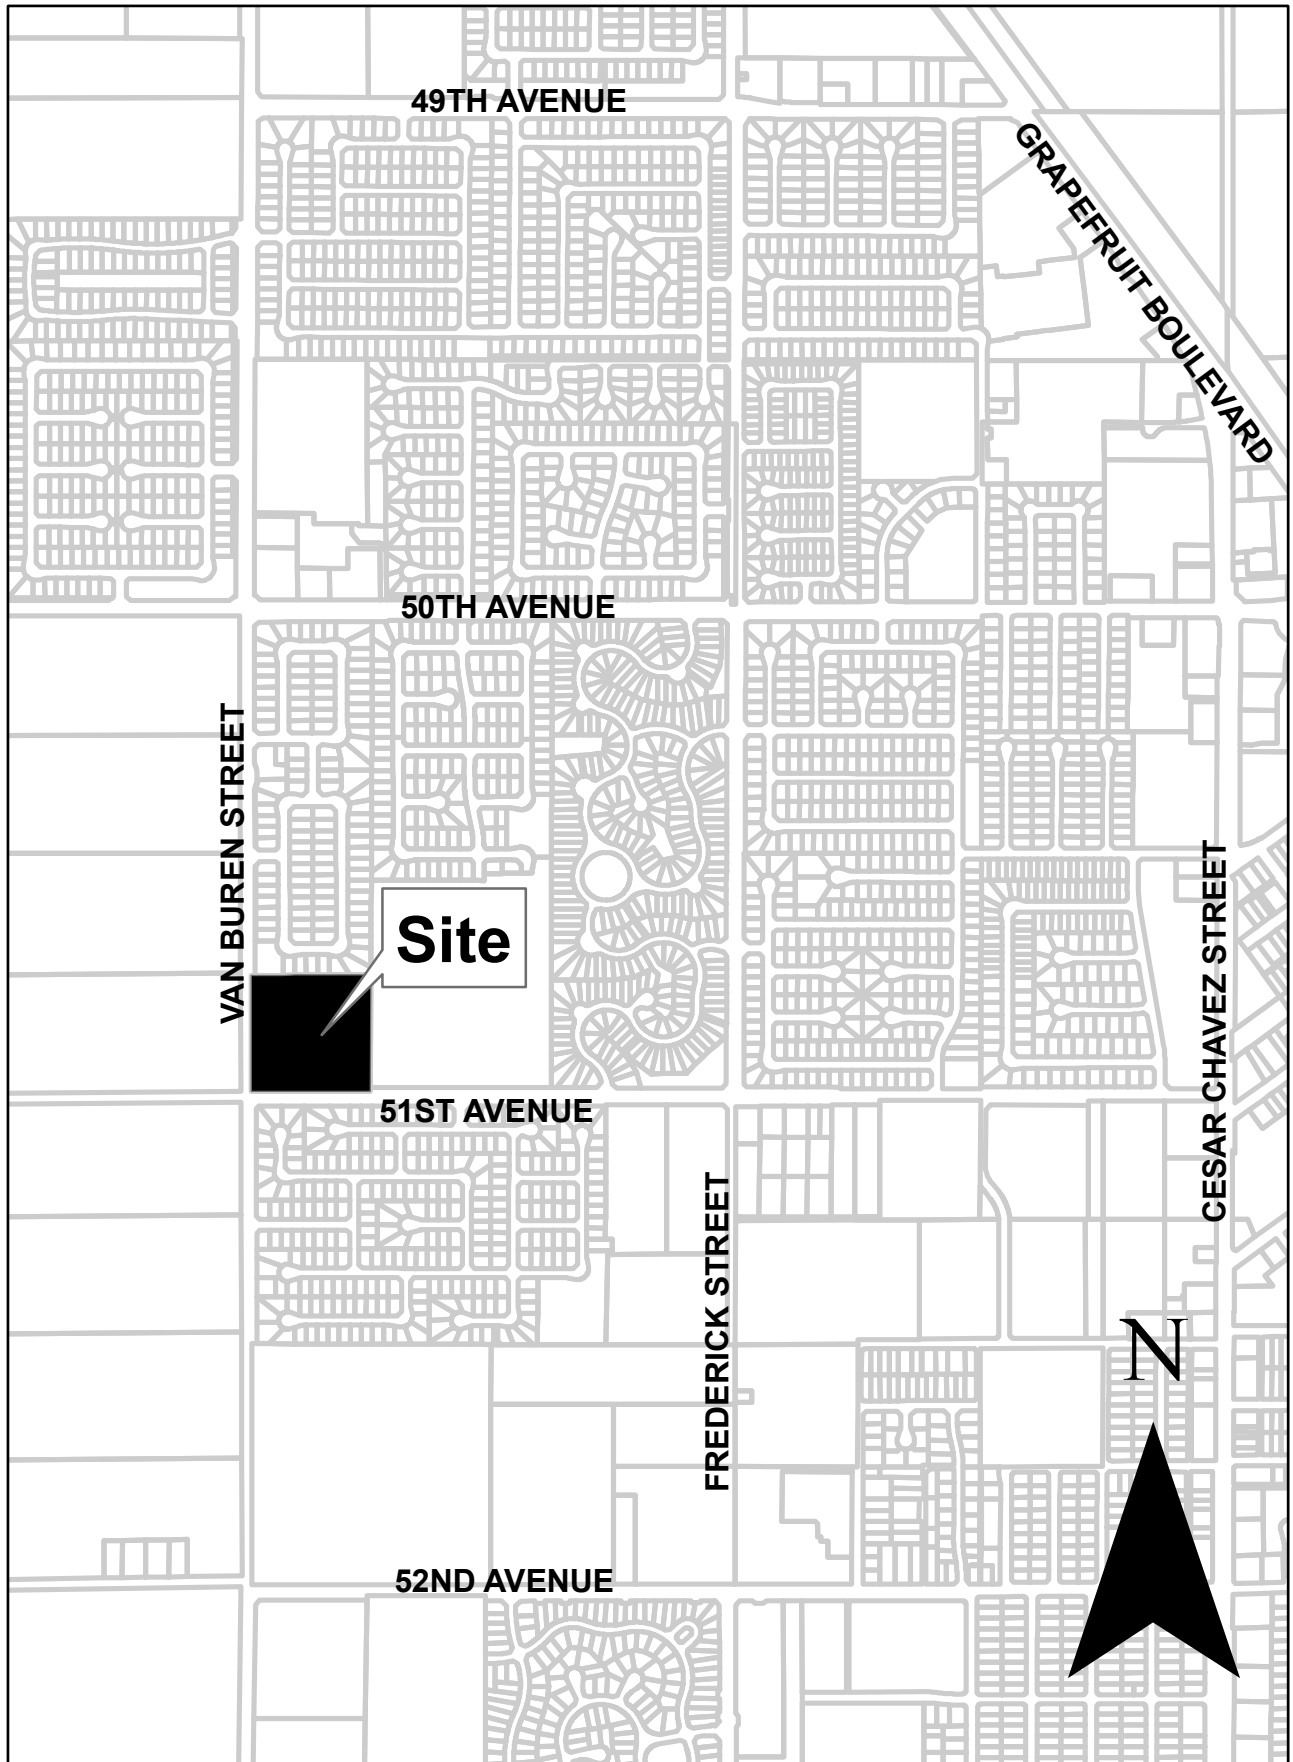 49TH AVENUE
GRAPEFRUIT BOULEVARD
50TH AVENUE
VAN BUREN STREET
Site
CESAR CHAVEZ STREET
51ST AVENUE
FREDERICK STREET
N
52ND AVENUE